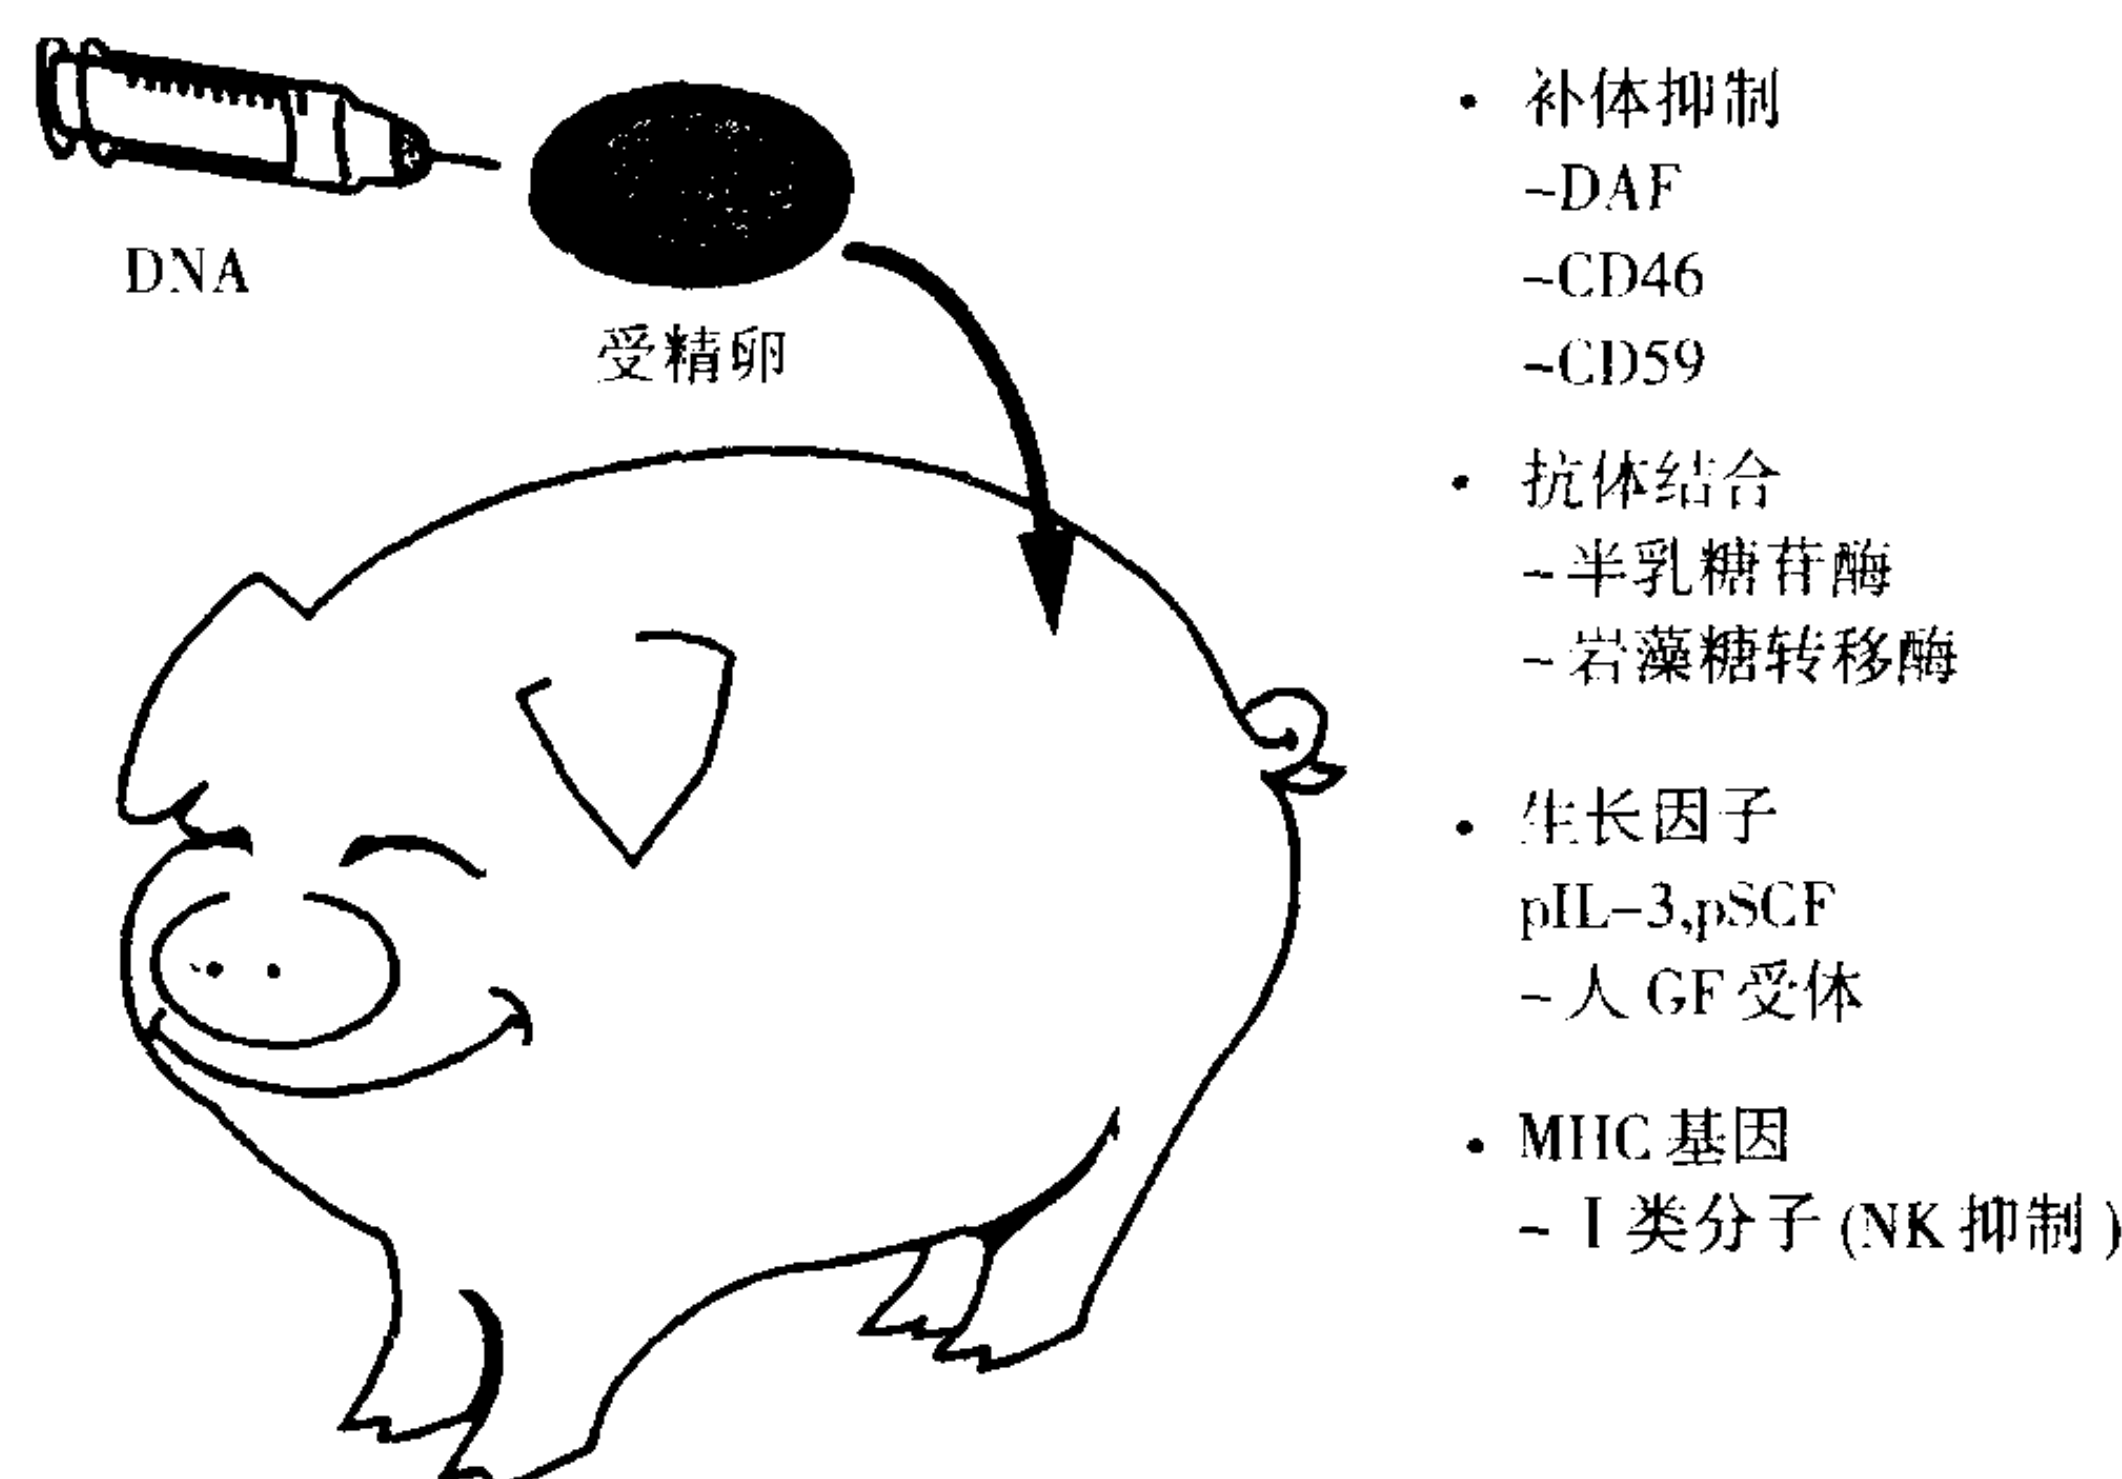 DNA
受精卵
· 补体抑制
-DAF
-CD46
-CD59
· 抗体结合
-半乳糖苷酶
-岩藻糖转移酶
· 生长因子
pIL-3,pSCF
-人GF受体
· MHC基因
-I类分子(NK抑制)